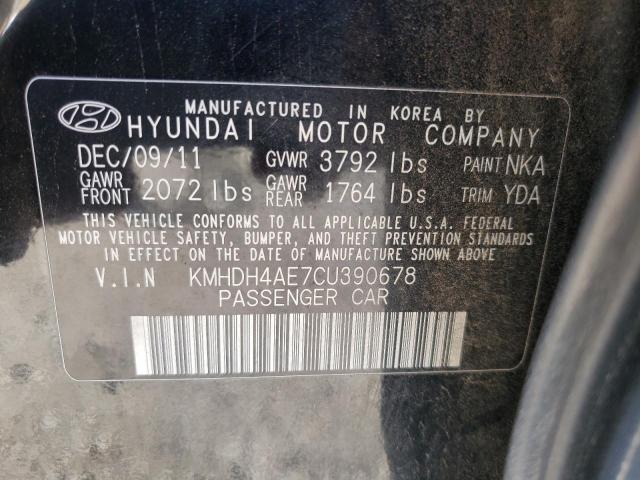 MANUFACTURED IN KOREA BY
HYUNDAI MOTOR COMPANY
DEC/09/11 GVWR 3792 lbs PAINT NKA
GAWR FRONT 2072 lbs GAWR REAR 1764 lbs TRIM YDA
THIS VEHICLE CONFORMS TO ALL APPLICABLE U.S.A. FEDERAL
MOTOR VEHICLE SAFETY, BUMPER, AND THEFT PREVENTION STANDARDS
IN EFFECT ON THE DATE OF MANUFACTURE SHOWN ABOVE.
V.I.N KMHDH4AE7CU390678
PASSENGER CAR